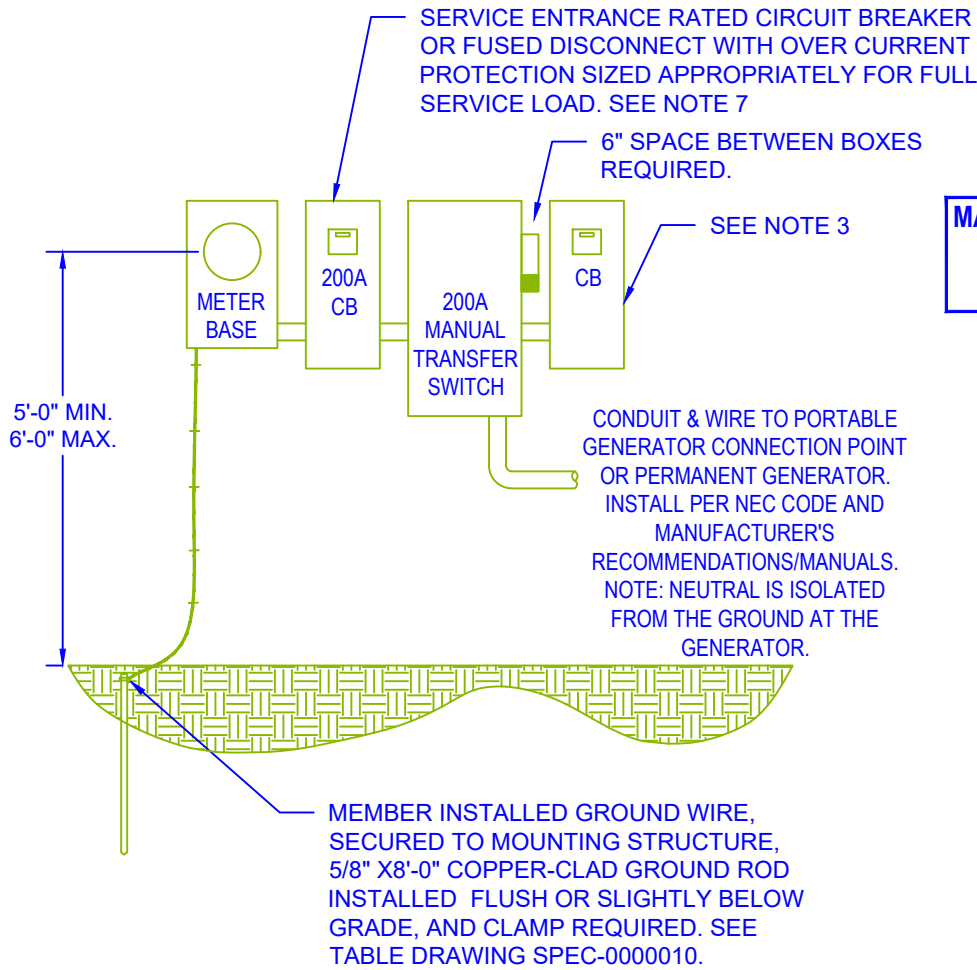 SERVICE ENTRANCE RATED CIRCUIT BREAKER
OR FUSED DISCONNECT WITH OVER CURRENT
PROTECTION SIZED APPROPRIATELY FOR FULL
SERVICE LOAD. SEE NOTE 7
6" SPACE BETWEEN BOXES
REQUIRED.
SEE NOTE 3
MA
METER
BASE
200A
CB
200A
MANUAL
TRANSFER
SWITCH
CB
5'-0" MIN.
6'-0" MAX.
CONDUIT & WIRE TO PORTABLE
GENERATOR CONNECTION POINT
OR PERMANENT GENERATOR.
INSTALL PER NEC CODE AND
MANUFACTURER'S
RECOMMENDATIONS/MANUALS.
NOTE: NEUTRAL IS ISOLATED
FROM THE GROUND AT THE
GENERATOR.
MEMBER INSTALLED GROUND WIRE,
SECURED TO MOUNTING STRUCTURE,
5/8" X8'-0" COPPER-CLAD GROUND ROD
INSTALLED FLUSH OR SLIGHTLY BELOW
GRADE, AND CLAMP REQUIRED. SEE
TABLE DRAWING SPEC-0000010.